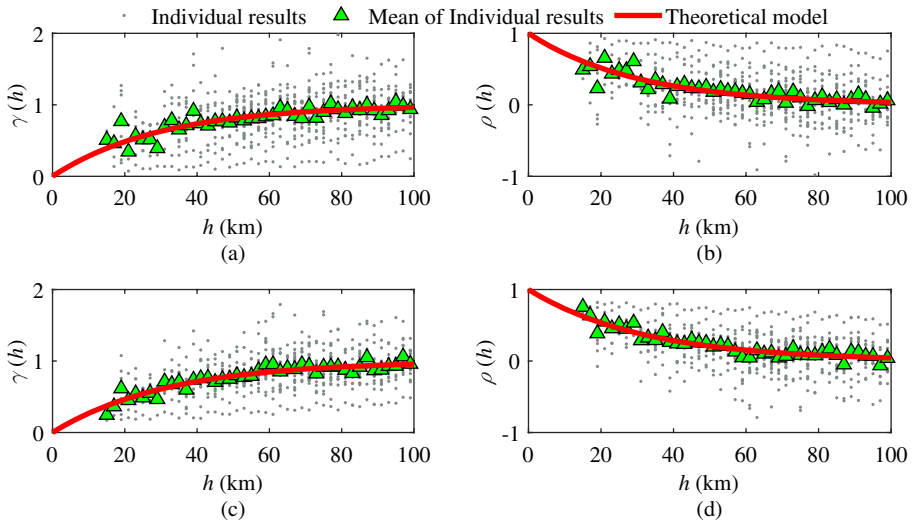 Individual results Mean of Individual results Theoretical model
2 1 0
γ (h)
0 20 40 60 80 100
h (km)
(a)
1 0 -1
ρ (h)
0 20 40 60 80 100
h (km)
(b)
2 1 0
γ (h)
0 20 40 60 80 100
h (km)
(c)
1 0 -1
ρ (h)
0 20 40 60 80 100
h (km)
(d)